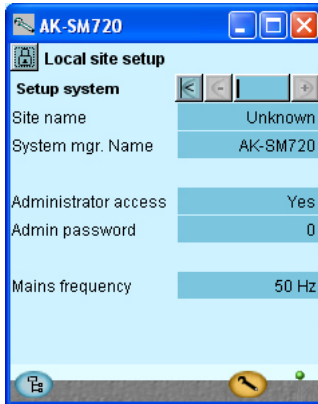 AK-SM720
Local site setup
Setup system
Site name Unknown
System mgr. Name AK-SM720
Administrator access Yes
Admin password 0
Mains frequency 50 Hz